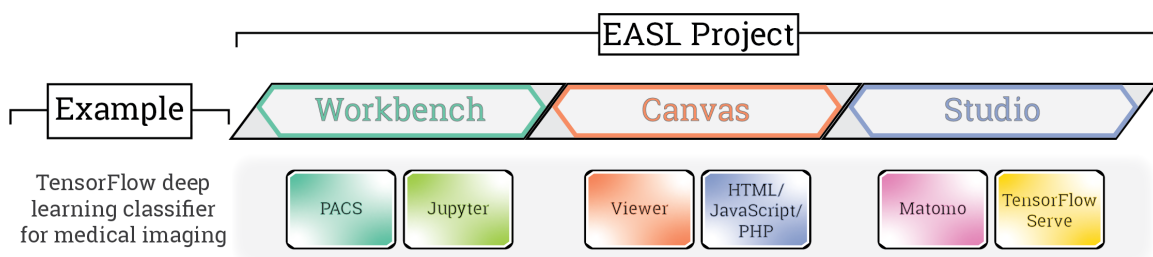 EASL Project
Example
Workbench
Canvas
Studio
TensorFlow deep
learning classifier
for medical imaging
PACS
Jupyter
Viewer
HTML/
JavaScript/
PHP
Matomo
TensorFlow
Serve